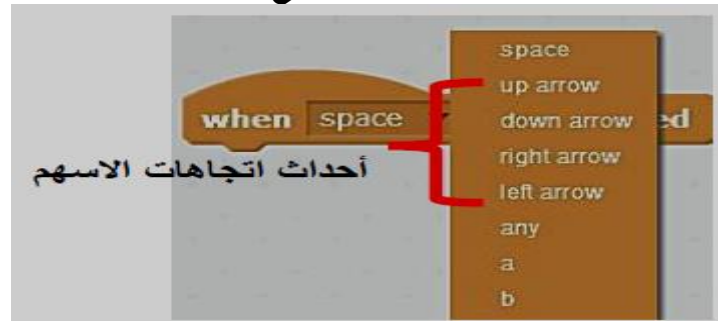 when space ed
space
up arrow
down arrow
right arrow
left arrow
any
a
b
أحداث اتجاهات الاسهم